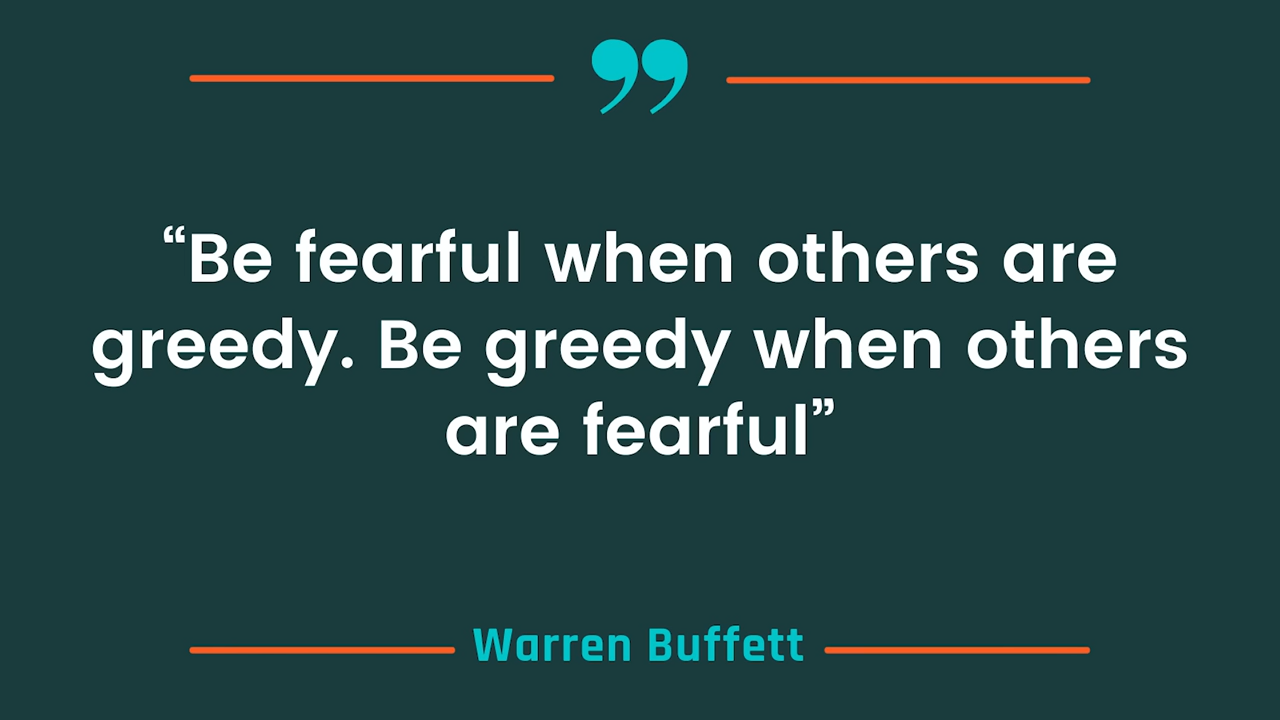 ”
“Be fearful when others are
greedy. Be greedy when others
are fearful”
Warren Buffett